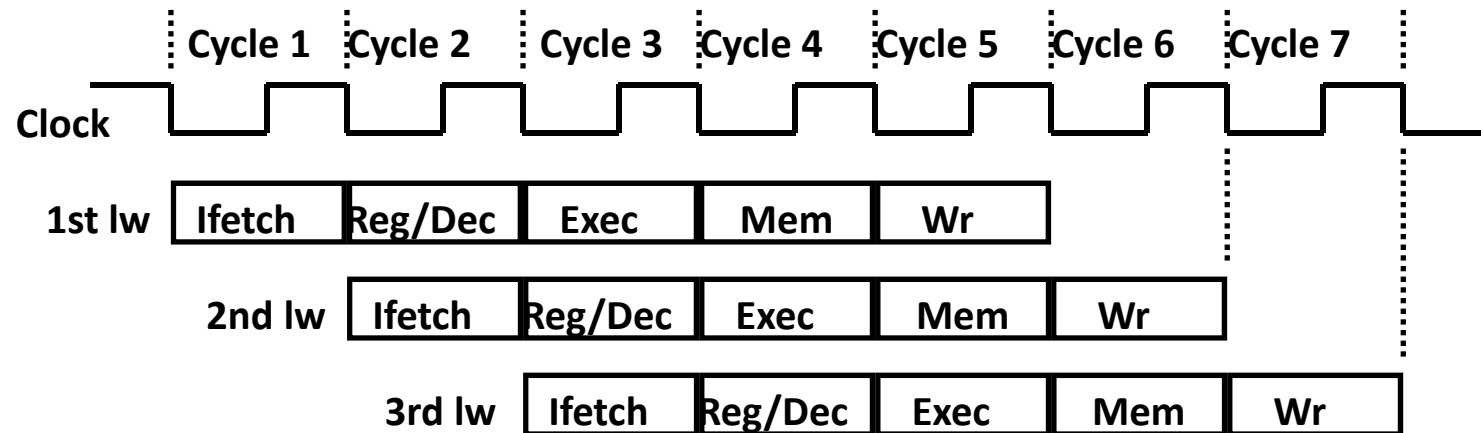 Cycle 1 Cycle 2 Cycle 3 Cycle 4 Cycle 5 Cycle 6 Cycle 7
Clock
1st lw Ifetch Reg/Dec Exec Mem Wr
2nd lw Ifetch Reg/Dec Exec Mem Wr
3rd lw Ifetch Reg/Dec Exec Mem Wr